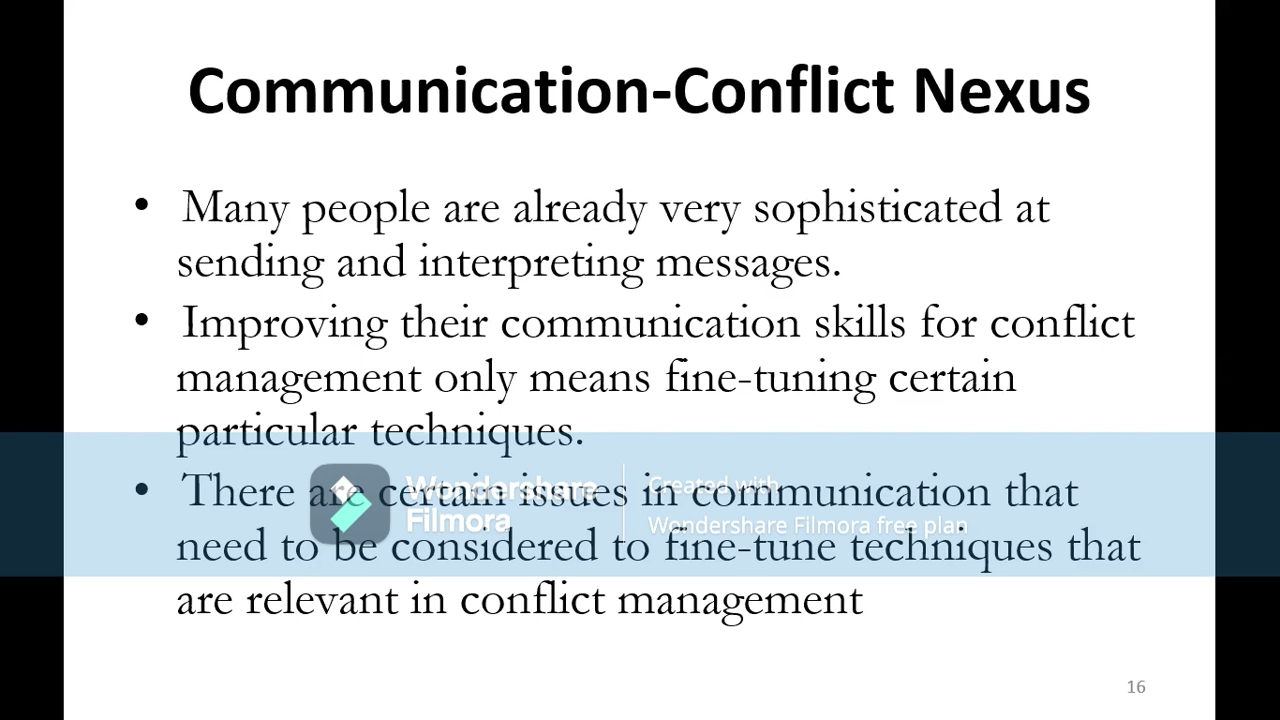 Communication-Conflict Nexus
• Many people are already very sophisticated at
sending and interpreting messages.
• Improving their communication skills for conflict
management only means fine-tuning certain
particular techniques.
• There are certain issues in communication that
need to be considered to fine-tune techniques that
are relevant in conflict management
Wondershare
Filmora
Created with
Wondershare Filmora free plan
16